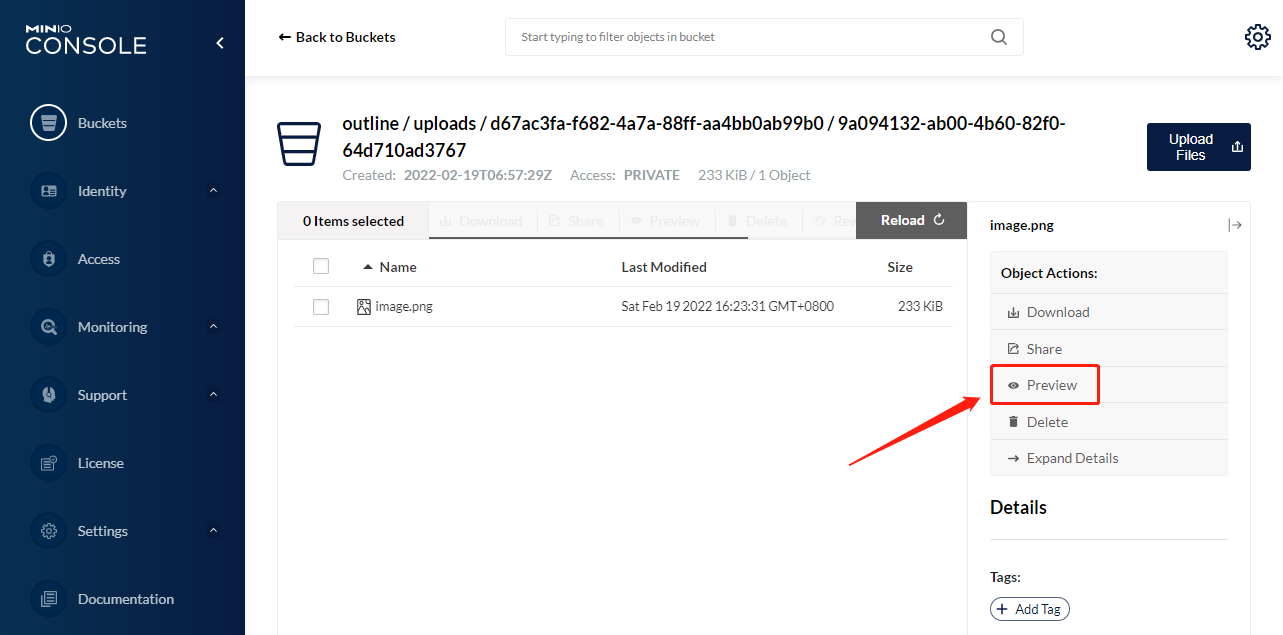 MINIO
CONSOLE
Buckets
Identity
Access
Monitoring
Support
License
Settings
Documentation
Back to Buckets
Start typing to filter objects in bucket
outline / uploads / d67ac3fa-f682-4a7a-88ff-aa4bb0ab99b0 / 9a094132-ab00-4b60-82f0-
64d710ad3767
Created: 2022-02-19T06:57:29Z Access: PRIVATE 233 KiB / 1 Object
Upload
Files
0 Items selected Download Share Preview Delete Rev Reload
Name Last Modified Size
image.png Sat Feb 19 2022 16:23:31 GMT+0800 233 KiB
image.png
Object Actions:
Download
Share
Preview
Delete
Expand Details
Details
Tags:
+ Add Tag